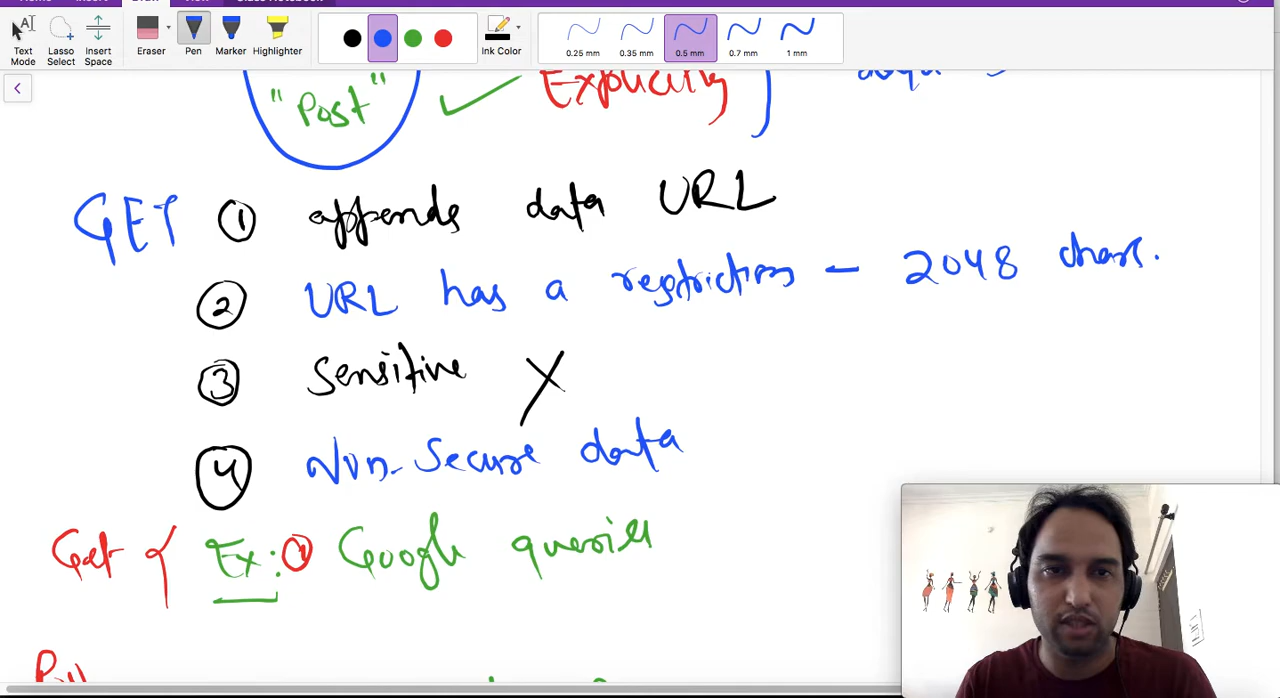 Text Mode
Lasso Select
Insert Space
Eraser
Pen
Marker
Highlighter
Ink Color
0.25 mm
0.35 mm
0.5 mm
0.7 mm
1 mm
"Post" Explicitly
GET 1 appends data URL
2 URL has a restrictions - 2048 chars.
3 Sensitive X
4 Non-Secure data
Get { Ex: 1 Google queries